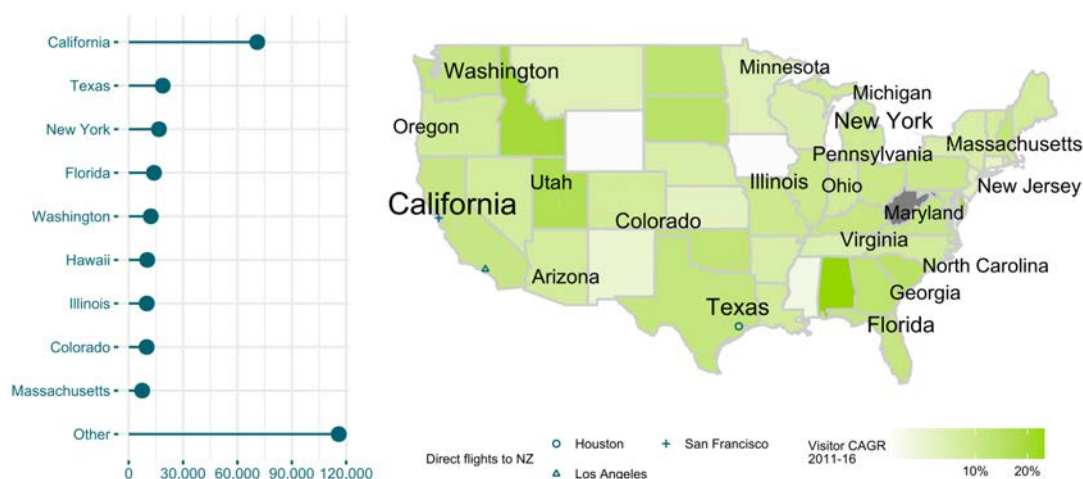 California
Texas
New York
Florida
Washington
Hawaii
Illinois
Colorado
Massachusetts
Other
0 30.000 60.000 90.000 120.000
Washington
Minnesota
Michigan
Oregon
New York
Massachusetts
Pennsylvania
Utah
Illinois
Ohio
New Jersey
California
Colorado
Maryland
Virginia
Arizona
North Carolina
Georgia
Texas
Florida
Direct flights to NZ
Houston
San Francisco
Los Angeles
Visitor CAGR
2011-16
10% 20%